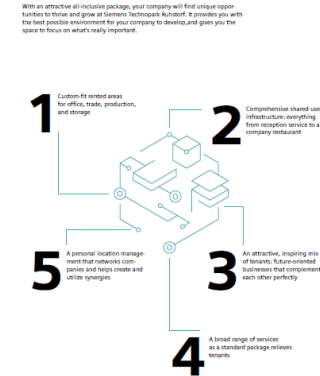 With an attractive all-inclusive package, your company will find unique oppor-
tunities to thrive and grow at Siemens Technopark Ruhstorf. It provides you with
the best possible environment for your company to develop,and gives you the
space to focus on what's really important.
1
Custom-fit rented areas
for office, trade, production,
and storage
2
Comprehensive shared-use
infrastructure: everything
from reception service to a
company restaurant
5
A personal location manage-
ment that networks com-
panies and helps create and
utilize synergies
3
An attractive, inspiring mix
of tenants: future-oriented
businesses that complement
each other perfectly
4
A broad range of services
as a standard package relieves
tenants